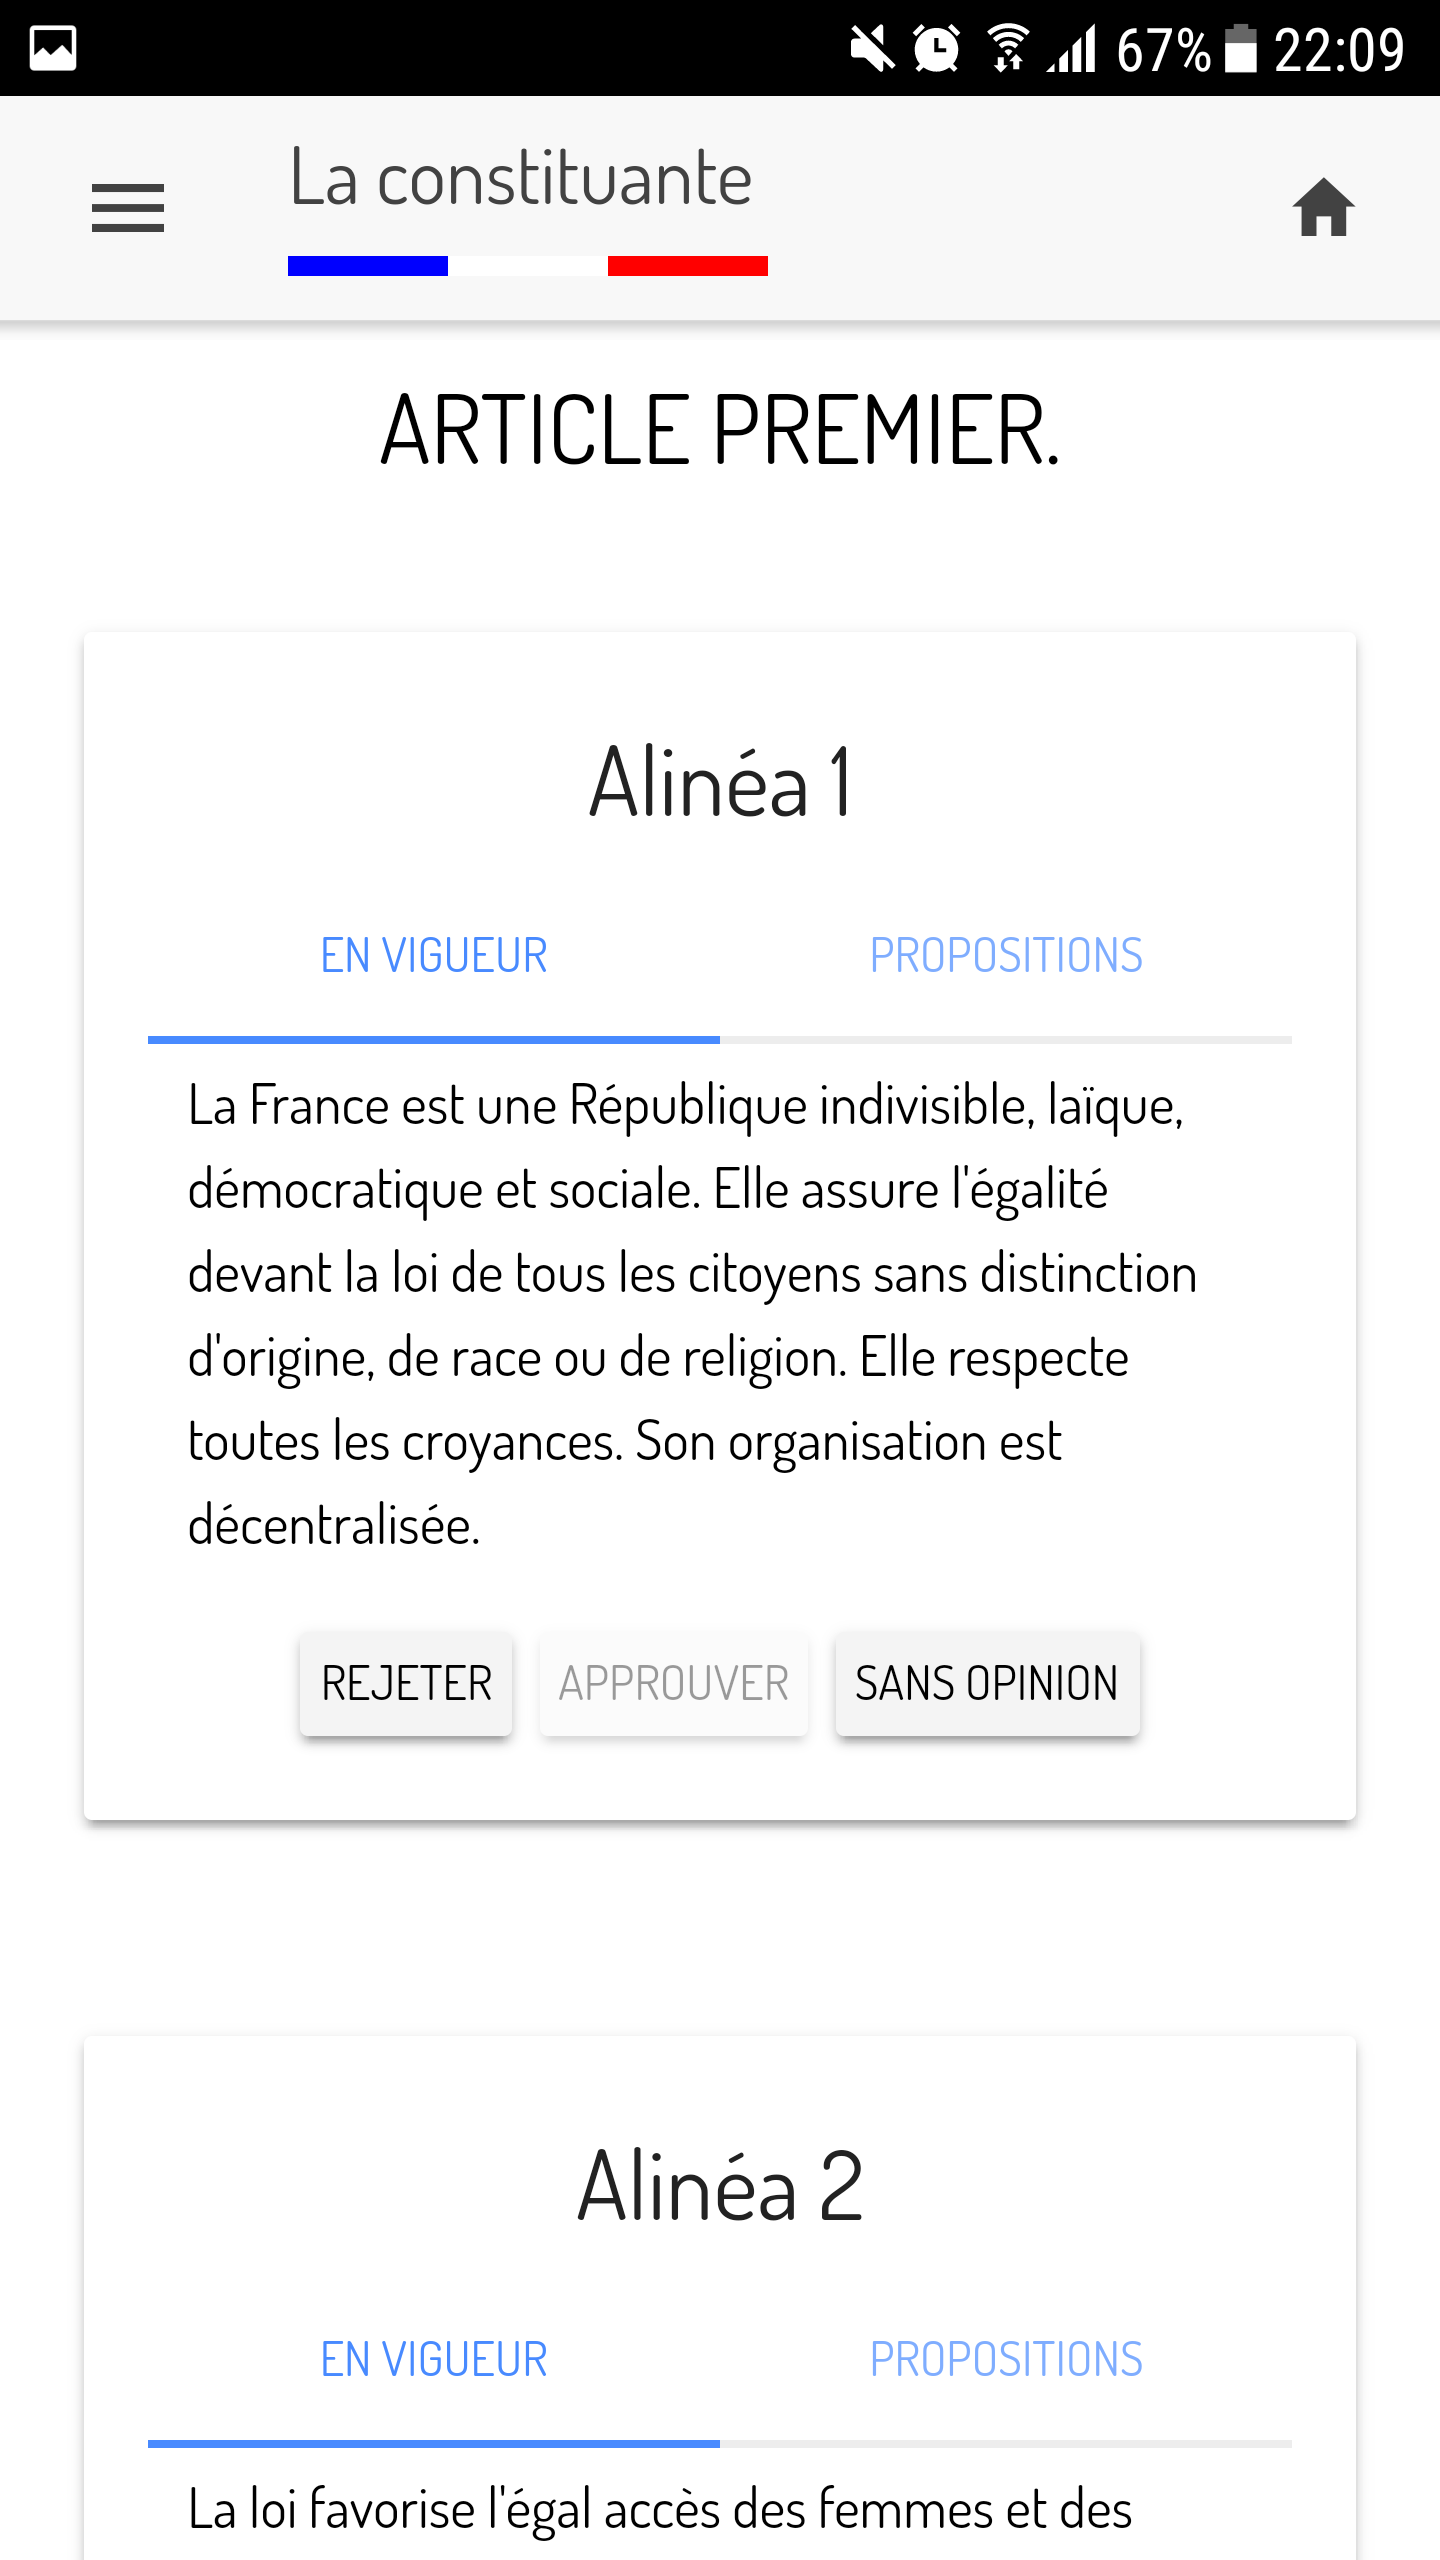 67% 22:09
La constituante
ARTICLE PREMIER.
Alinéa 1
EN VIGUEUR PROPOSITIONS
La France est une République indivisible, laïque,
démocratique et sociale. Elle assure l'égalité
devant la loi de tous les citoyens sans distinction
d'origine, de race ou de religion. Elle respecte
toutes les croyances. Son organisation est
décentralisée.
REJETER APPROUVER SANS OPINION
Alinéa 2
EN VIGUEUR PROPOSITIONS
La loi favorise l'égal accès des femmes et des